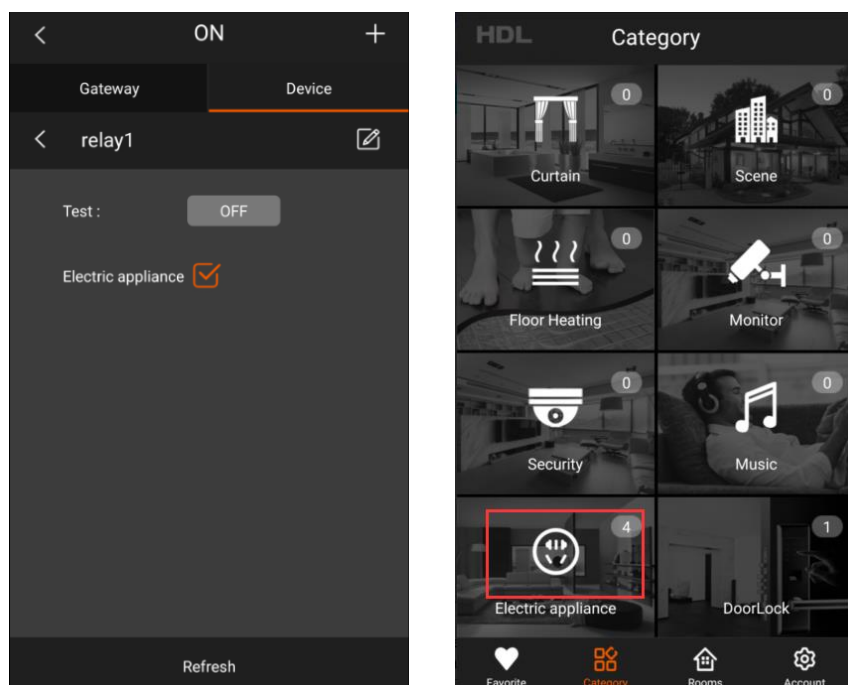 ON
Gateway Device
relay1
Test : OFF
Electric appliance
Refresh
HDL Category
0 0
Curtain Scene
0 0
Floor Heating Monitor
0 0
Security Music
4 1
Electric appliance DoorLock
Favorite Category Rooms Account